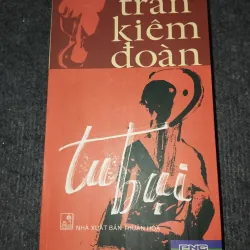 trần
kiêm
đoàn
tu bụi
NHÀ XUẤT BẢN THUẬN HÓA